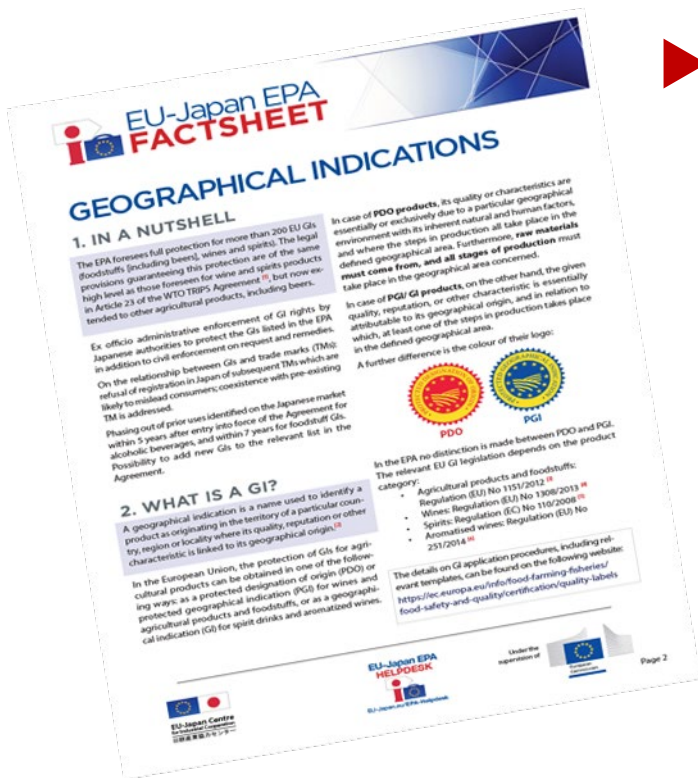 EU-Japan EPA
FACTSHEET
GEOGRAPHICAL INDICATIONS
1. IN A NUTSHELL
The EPA foresees full protection for more than 200 EU GIs
(foodstuffs [including beers], wines and spirits). The legal
provisions guaranteeing this protection are of the same
high level as those foreseen for wine and spirits products
in Article 23 of the WTO TRIPS Agreement [1], but now ex-
tended to other agricultural products, including beers.
Ex officio administrative enforcement of GI rights by
Japanese authorities to protect the GIs listed in the EPA
in addition to civil enforcement on request and remedies.
On the relationship between GIs and trade marks (TMs):
refusal of registration in Japan of subsequent TMs which are
likely to mislead consumers; coexistence with pre-existing
TM is addressed.
Phasing out of prior uses identified on the Japanese market
within 5 years after entry into force of the Agreement for
alcoholic beverages, and within 7 years for foodstuff GIs.
Possibility to add new GIs to the relevant list in the
Agreement.
2. WHAT IS A GI?
A geographical indication is a name used to identify a
product as originating in the territory of a particular coun-
try, region or locality where its quality, reputation or other
characteristic is linked to its geographical origin.[2]
In the European Union, the protection of GIs for agri-
cultural products can be obtained in one of the follow-
ing ways: as a protected designation of origin (PDO) or
protected geographical indication (PGI) for wines and
agricultural products and foodstuffs, or as a geographi-
cal indication (GI) for spirit drinks and aromatized wines.
In case of PDO products, its quality or characteristics are
essentially or exclusively due to a particular geographical
environment with its inherent natural and human factors,
and where the steps in production all take place in the
defined geographical area. Furthermore, raw materials
must come from, and all stages of production must
take place in the geographical area concerned.
In case of PGI/ GI products, on the other hand, the given
quality, reputation, or other characteristic is essentially
attributable to its geographical origin, and in relation to
which, at least one of the steps in production takes place
in the defined geographical area.
A further difference is the colour of their logo:
PDO
PGI
In the EPA no distinction is made between PDO and PGI.
The relevant EU GI legislation depends on the product
category:
• Agricultural products and foodstuffs:
Regulation (EU) No 1151/2012 [3]
• Wines: Regulation (EU) No 1308/2013 [4]
• Spirits: Regulation (EC) No 110/2008 [5]
• Aromatised wines: Regulation (EU) No
251/2014 [6]
The details on GI application procedures, including rel-
evant templates, can be found on the following website:
https://ec.europa.eu/info/food-farming-fisheries/
food-safety-and-quality/certification/quality-labels
EU-Japan Centre
for Industrial Cooperation
日欧産業協力センター
EU-Japan EPA
HELPDESK
EU-Japan.eu/EPA-Helpdesk
Under the
supervision of
European
Commission
Page 2